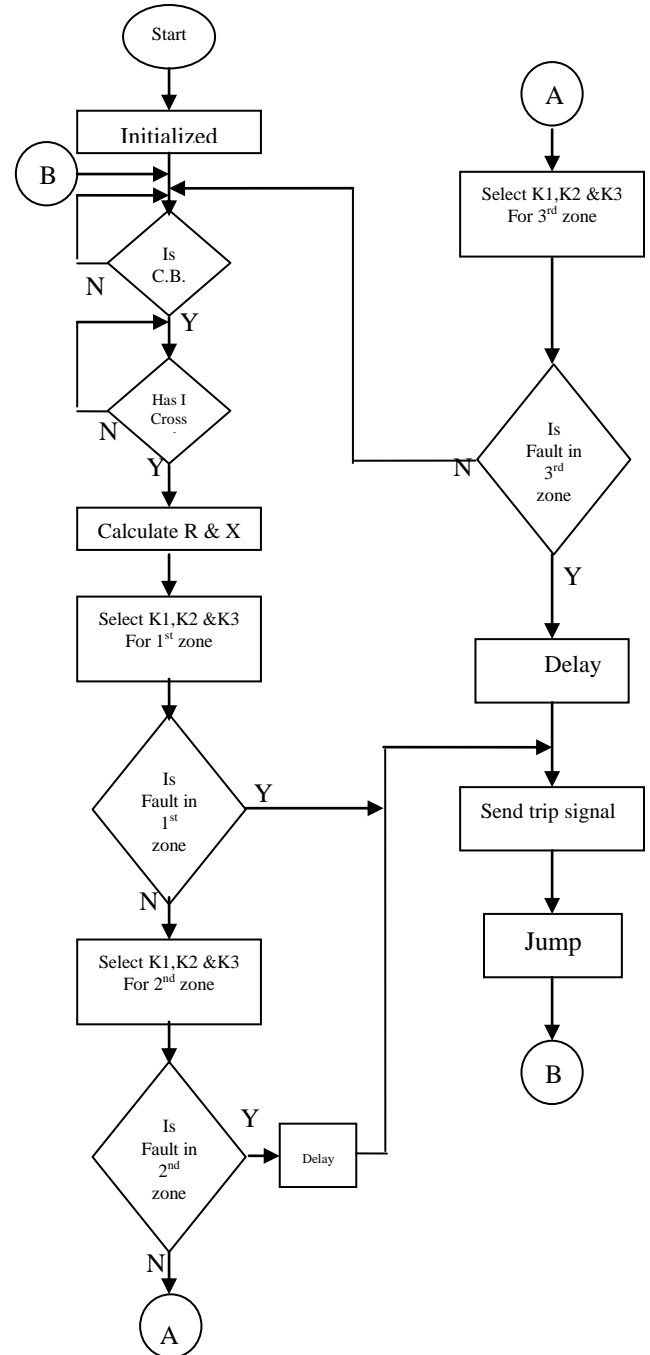 Start
Initialized
B
Is
C.B.
N
Y
Has I
Cross
N
Y
Calculate R & X
Select K1,K2 &K3
For 1st zone
Is
Fault in
1st
zone
Y
N
Select K1,K2 &K3
For 2nd zone
Is
Fault in
2nd
zone
Y
Delay
N
A
A
Select K1,K2 &K3
For 3rd zone
Is
Fault in
3rd
zone
N
Y
Delay
Send trip signal
Jump
B